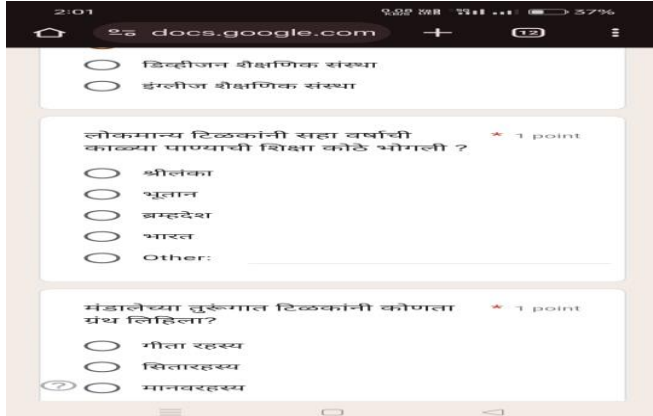 2:01
37%
docs.google.com
12
डिव्हीजन शैक्षणिक संस्था
इंग्लीज शैक्षणिक संस्था
लोकमान्य टिळकांनी सहा वर्षाची * 1 point
काळ्या पाण्याची शिक्षा कोठे भोगली ?
श्रीलंका
भूतान
ब्रम्हदेश
भारत
Other:
मंडालेच्या तुरूंगात टिळकांनी कोणता * 1 point
ग्रंथ लिहिला?
गीता रहस्य
सितारहस्य
मानवरहस्य